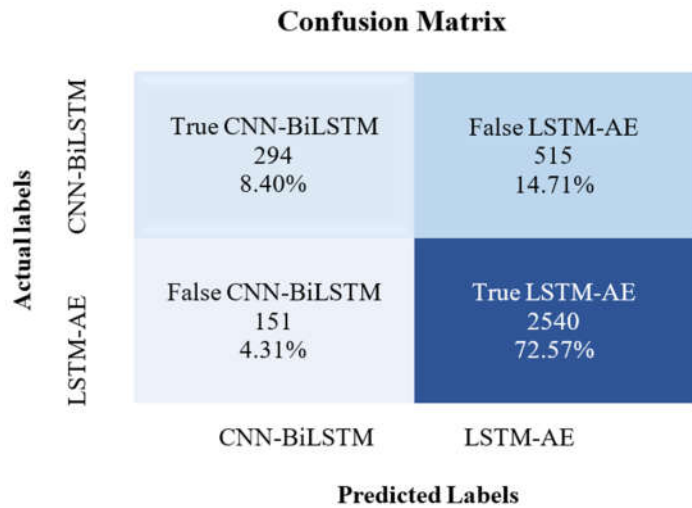 Confusion Matrix
Actual labels
CNN-BiLSTM
True CNN-BiLSTM
294
8.40%
False LSTM-AE
515
14.71%
LSTM-AE
False CNN-BiLSTM
151
4.31%
True LSTM-AE
2540
72.57%
CNN-BiLSTM
LSTM-AE
Predicted Labels